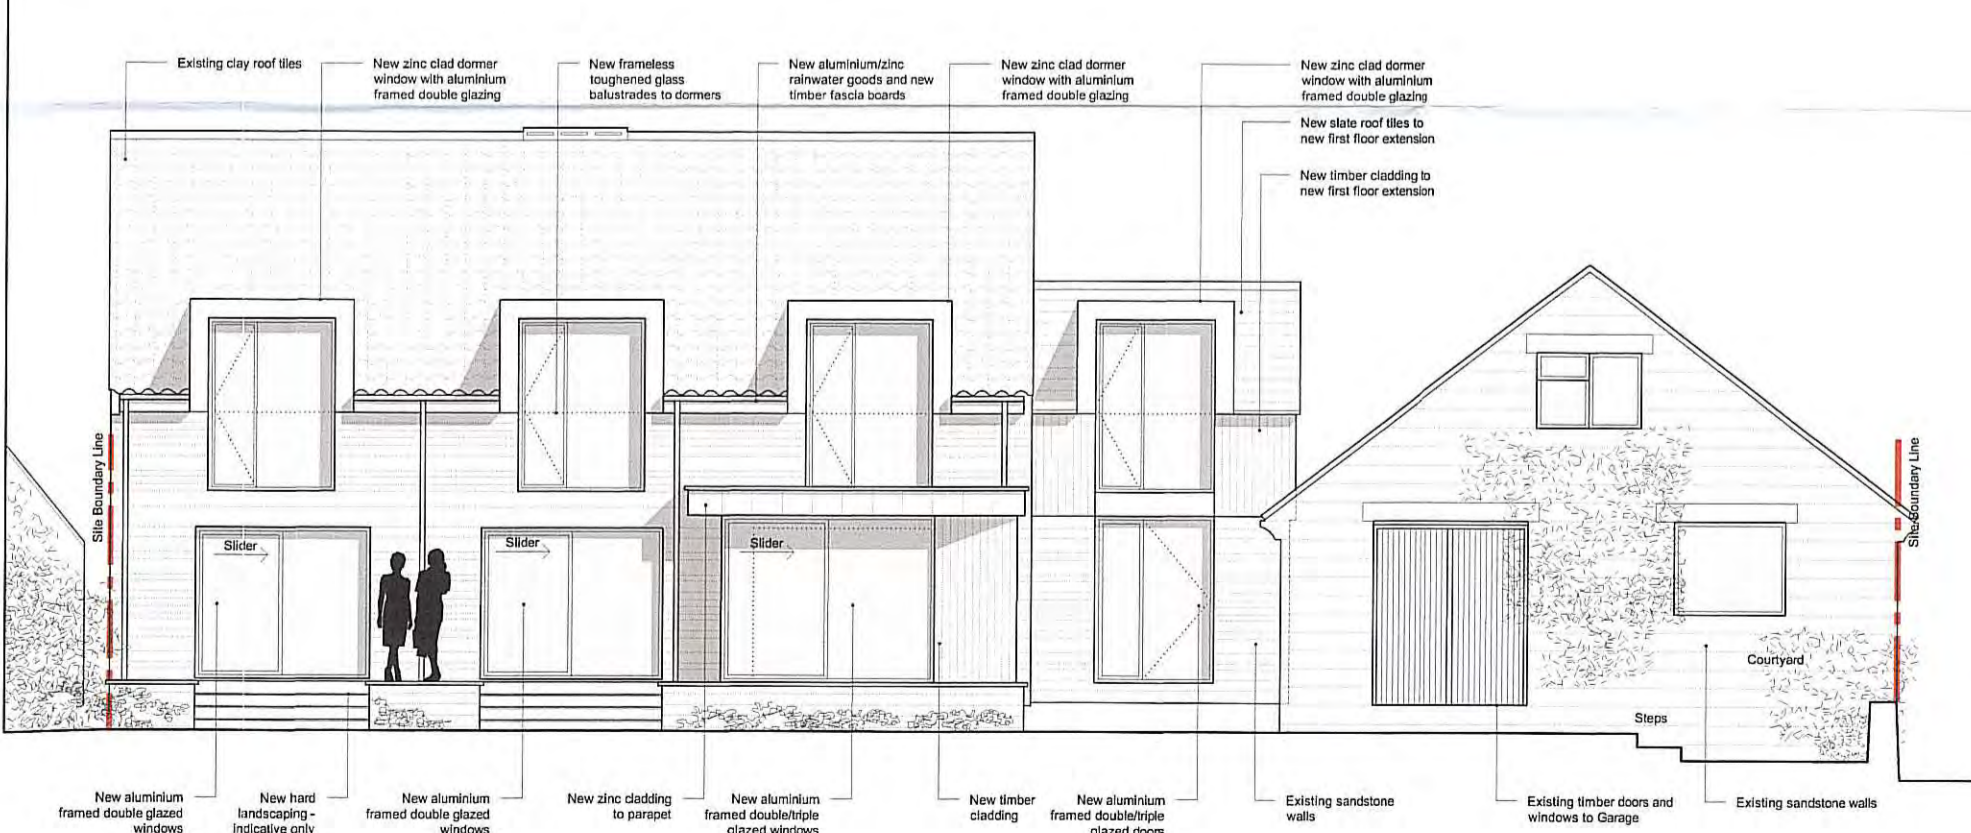 Existing clay roof tiles
New zinc clad dormer
window with aluminium
framed double glazing
New frameless
toughened glass
balustrades to dormers
New aluminium/zinc
rainwater goods and new
timber fascia boards
New zinc clad dormer
window with aluminium
framed double glazing
New zinc clad dormer
window with aluminium
framed double glazing
New slate roof tiles to
new first floor extension
New timber cladding to
new first floor extension
Site Boundary Line
Slider
Slider
Slider
Site Boundary Line
Courtyard
Steps
New aluminium
framed double glazed
windows
New hard
landscaping -
indicative only
New aluminium
framed double glazed
windows
New zinc cladding
to parapet
New aluminium
framed double/triple
glazed windows
New timber
cladding
New aluminium
framed double/triple
glazed doors
Existing sandstone
walls
Existing timber doors and
windows to Garage
Existing sandstone walls